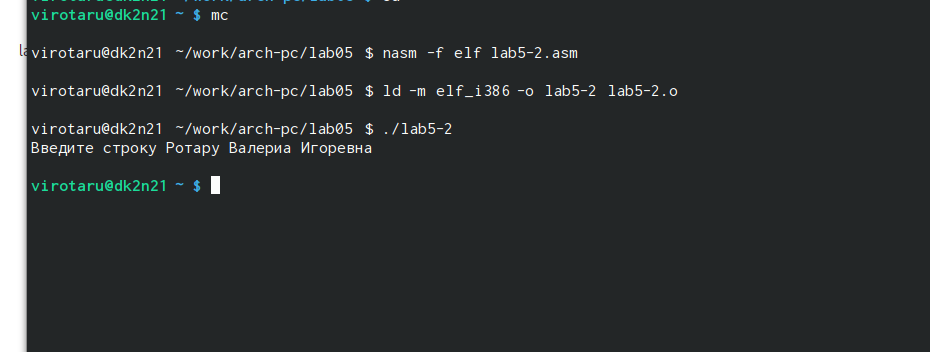 virotaru@dk2n21 ~ $ mc
virotaru@dk2n21 ~/work/arch-pc/lab05 $ nasm -f elf lab5-2.asm
la
virotaru@dk2n21 ~/work/arch-pc/lab05 $ ld -m elf_i386 -o lab5-2 lab5-2.o
virotaru@dk2n21 ~/work/arch-pc/lab05 $ ./lab5-2
Введите строку Ротару Валериа Игоревна
virotaru@dk2n21 ~ $